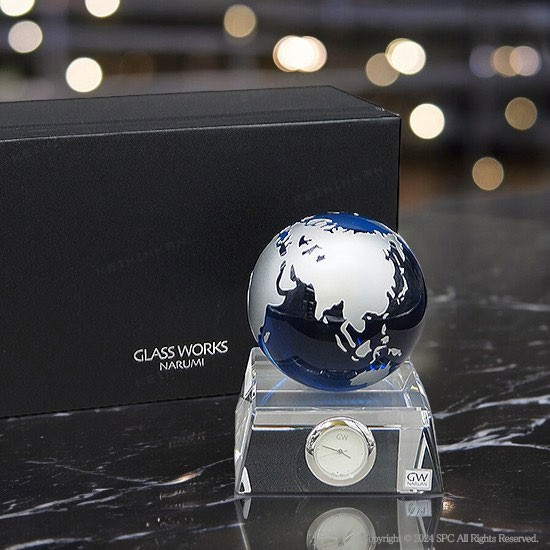 GLASS WORKS
NARUMI
GW
GW
NARUMI
Copyright © 2024 SPC All Rights Reserved.